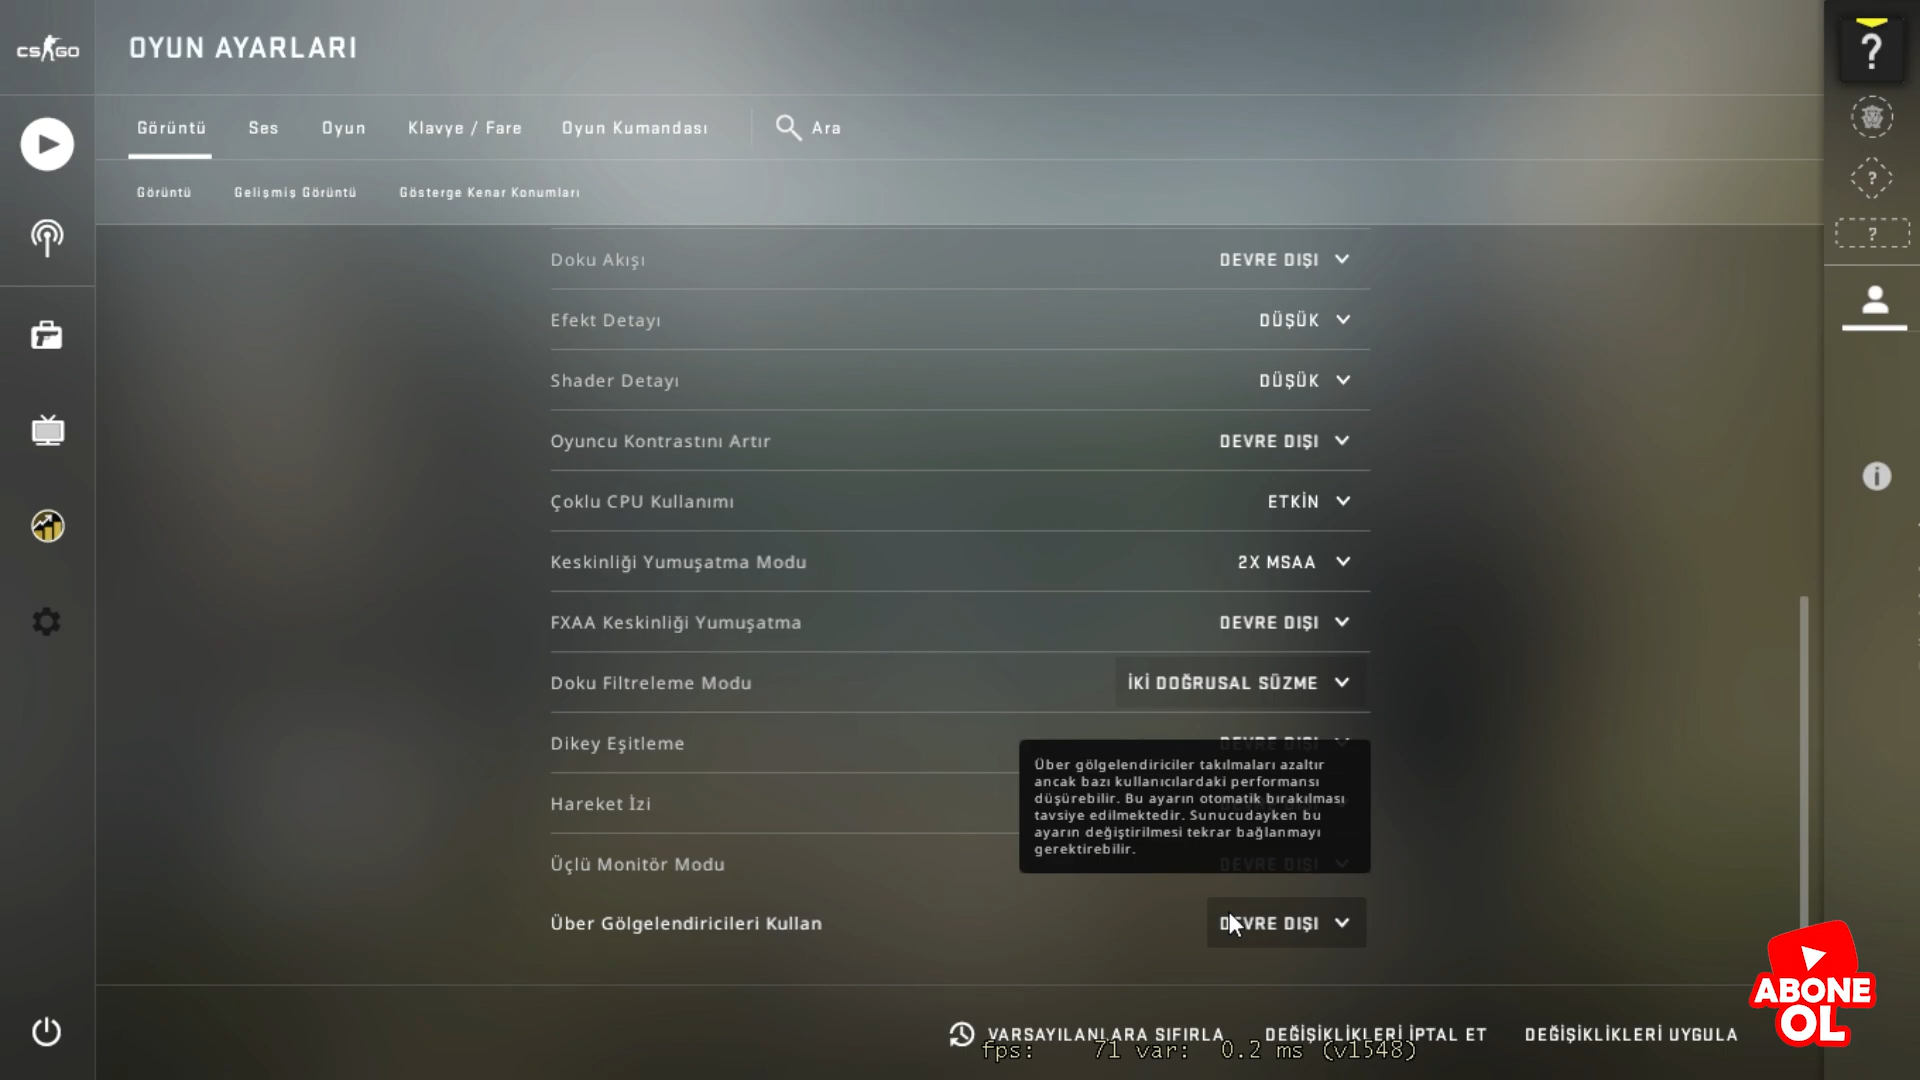 CS GO
OYUN AYARLARI
?
Görüntü
Ses
Oyun
Klavye / Fare
Oyun Kumandası
Ara
Görüntü
Gelişmiş Görüntü
Gösterge Kenar Konumları
?
?
Doku Akışı
DEVRE DIŞI
Efekt Detayı
DÜŞÜK
Shader Detayı
DÜŞÜK
Oyuncu Kontrastını Artır
DEVRE DIŞI
Çoklu CPU Kullanımı
ETKİN
Keskinliği Yumuşatma Modu
2X MSAA
FXAA Keskinliği Yumuşatma
DEVRE DIŞI
Doku Filtreleme Modu
İKİ DOĞRUSAL SÜZME
Dikey Eşitleme
DEVRE DIŞI
Über gölgelendiriciler takılmaları azaltır
ancak bazı kullanıcılardaki performansı
düşürebilir. Bu ayarın otomatik bırakılması
tavsiye edilmektedir. Sunucudayken bu
ayarın değiştirilmesi tekrar bağlanmayı
gerektirebilir.
Hareket İzi
Üçlü Monitör Modu
DEVRE DIŞI
Über Gölgelendiricileri Kullan
DEVRE DIŞI
VARSAYILANLARA SIFIRLA
DEĞİŞİKLİKLERİ İPTAL ET
DEĞİŞİKLİKLERİ UYGULA
fps: 71 var: 0.2 ms (v1548)
ABONE
OL